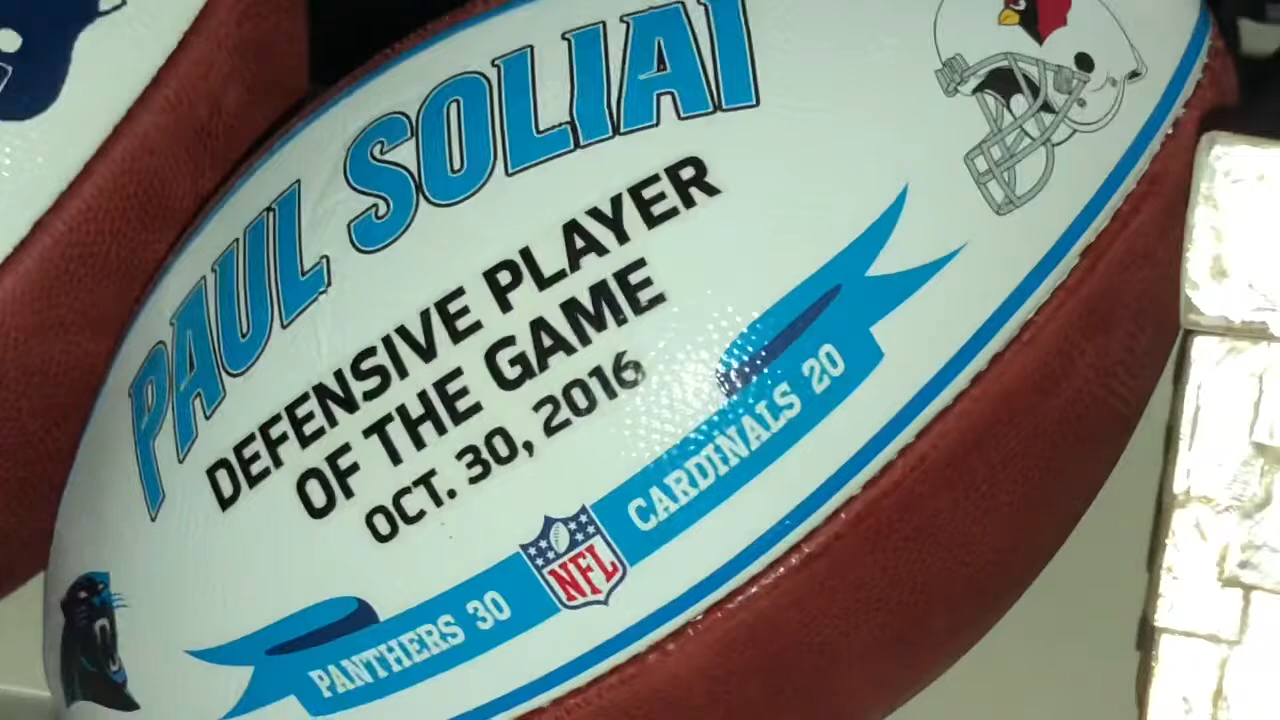 PAUL SOLIAI
DEFENSIVE PLAYER
OF THE GAME
OCT. 30, 2016
PANTHERS 30
NFL
CARDINALS 20